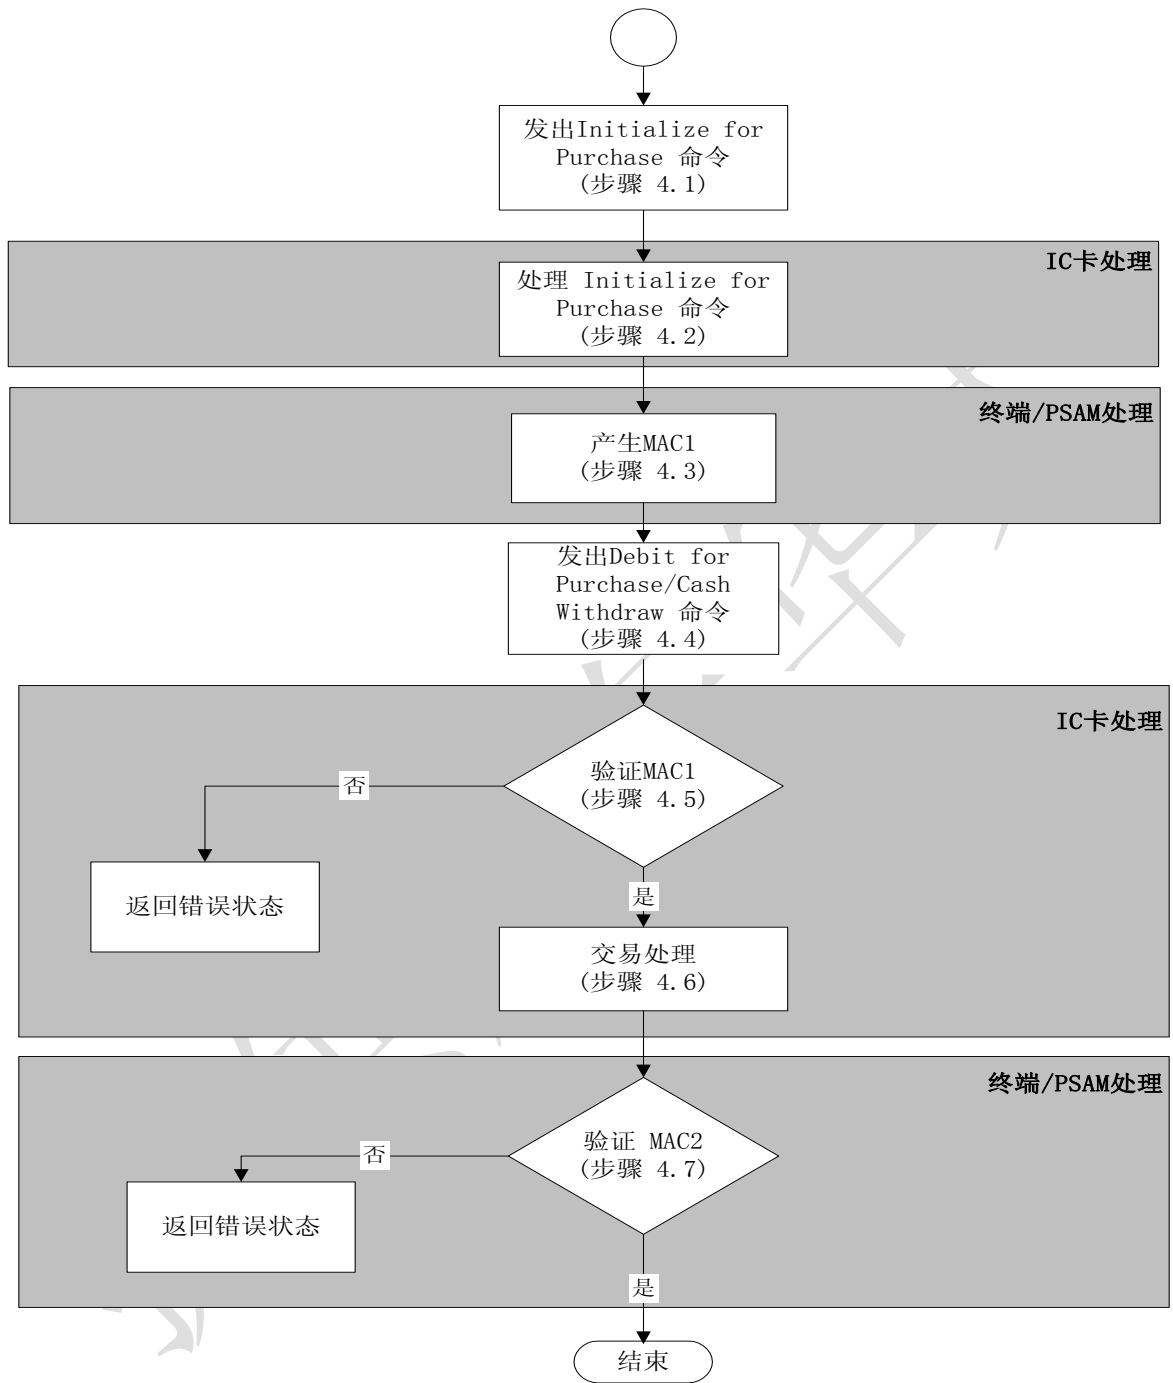 发出Initialize for
Purchase 命令
(步骤 4.1)
IC卡处理
处理 Initialize for
Purchase 命令
(步骤 4.2)
终端/PSAM处理
产生MAC1
(步骤 4.3)
发出Debit for
Purchase/Cash
Withdraw 命令
(步骤 4.4)
IC卡处理
验证MAC1
(步骤 4.5)
否
返回错误状态
是
交易处理
(步骤 4.6)
终端/PSAM处理
验证 MAC2
(步骤 4.7)
否
返回错误状态
是
结束